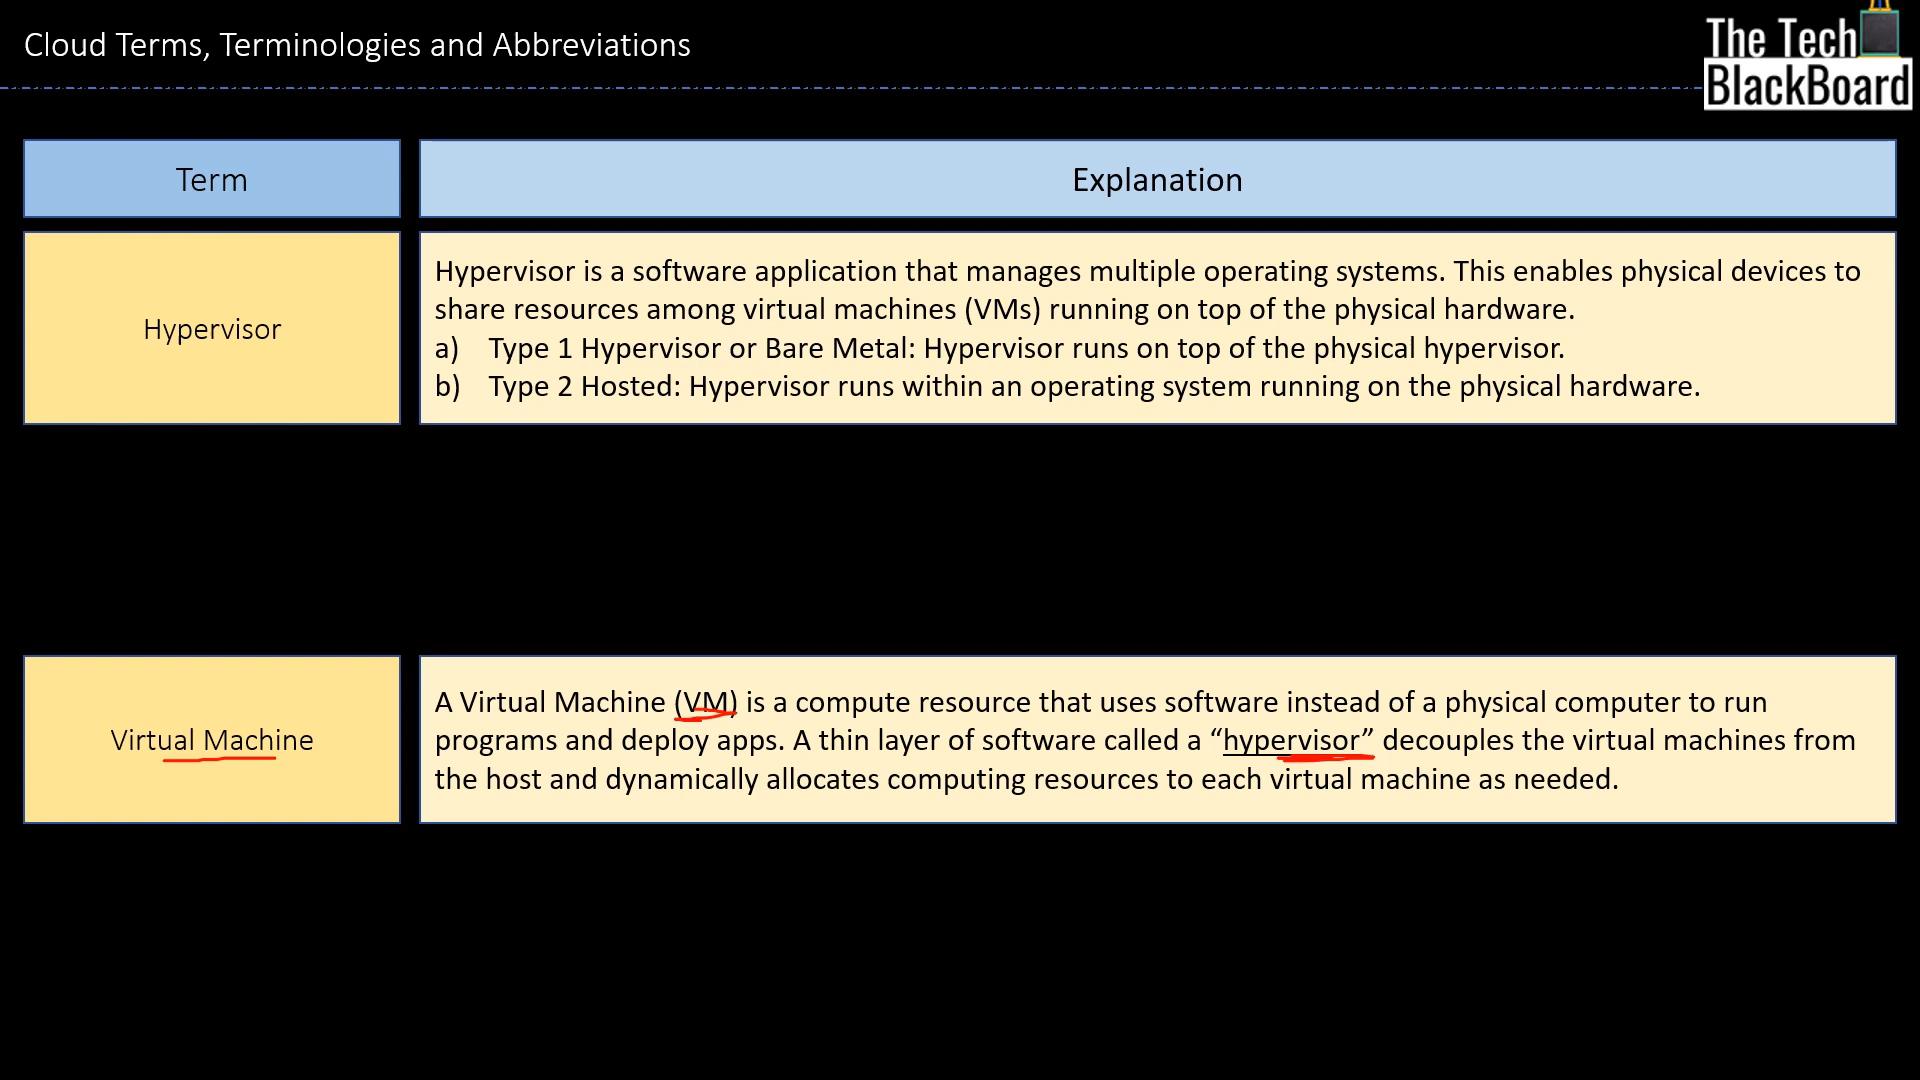 Cloud Terms, Terminologies and Abbreviations
The Tech
BlackBoard
Term
Explanation
Hypervisor
Hypervisor is a software application that manages multiple operating systems. This enables physical devices to
share resources among virtual machines (VMs) running on top of the physical hardware.
a) Type 1 Hypervisor or Bare Metal: Hypervisor runs on top of the physical hypervisor.
b) Type 2 Hosted: Hypervisor runs within an operating system running on the physical hardware.
Virtual Machine
A Virtual Machine (VM) is a compute resource that uses software instead of a physical computer to run
programs and deploy apps. A thin layer of software called a “hypervisor” decouples the virtual machines from
the host and dynamically allocates computing resources to each virtual machine as needed.